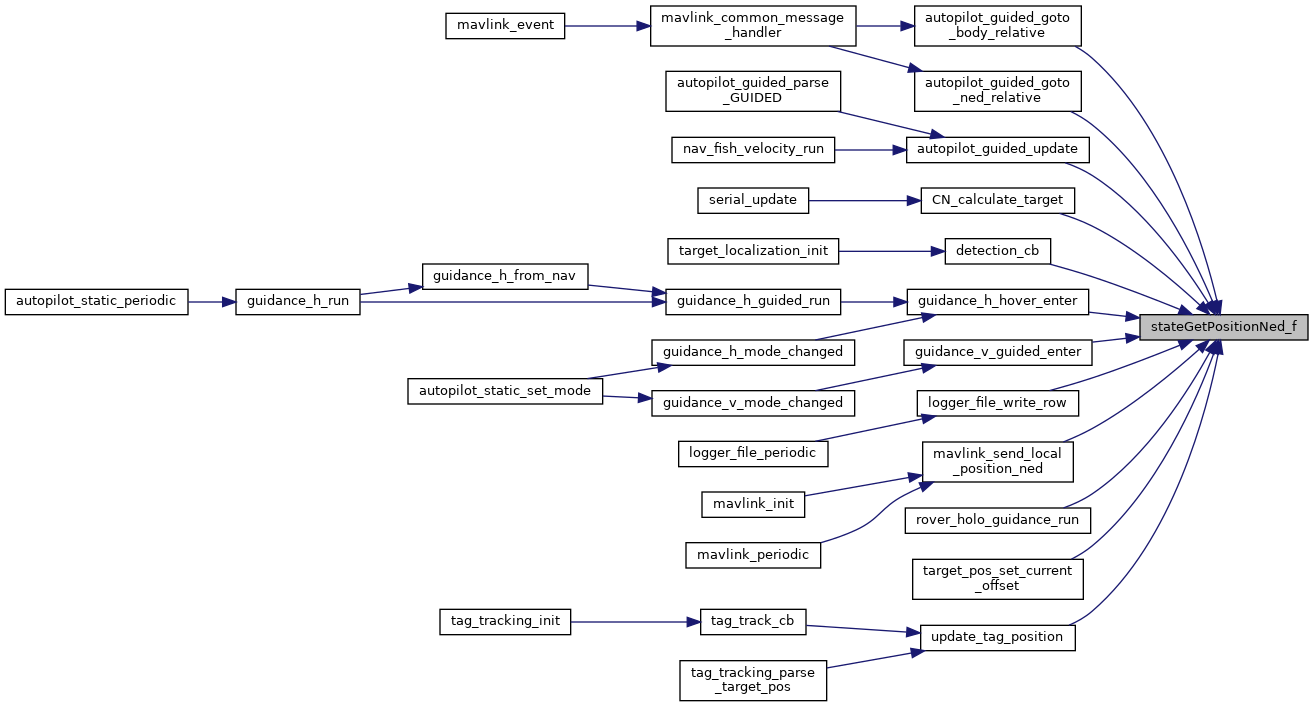 mavlink_event
mavlink_common_message
_handler
autopilot_guided_goto
_body_relative
autopilot_guided_parse
_GUIDED
autopilot_guided_goto
_ned_relative
nav_fish_velocity_run
autopilot_guided_update
serial_update
CN_calculate_target
target_localization_init
detection_cb
autopilot_static_periodic
guidance_h_run
guidance_h_from_nav
guidance_h_guided_run
guidance_h_hover_enter
stateGetPositionNed_f
guidance_h_mode_changed
guidance_v_guided_enter
autopilot_static_set_mode
guidance_v_mode_changed
logger_file_write_row
logger_file_periodic
mavlink_send_local
_position_ned
mavlink_init
rover_holo_guidance_run
mavlink_periodic
target_pos_set_current
_offset
tag_tracking_init
tag_track_cb
update_tag_position
tag_tracking_parse
_target_pos